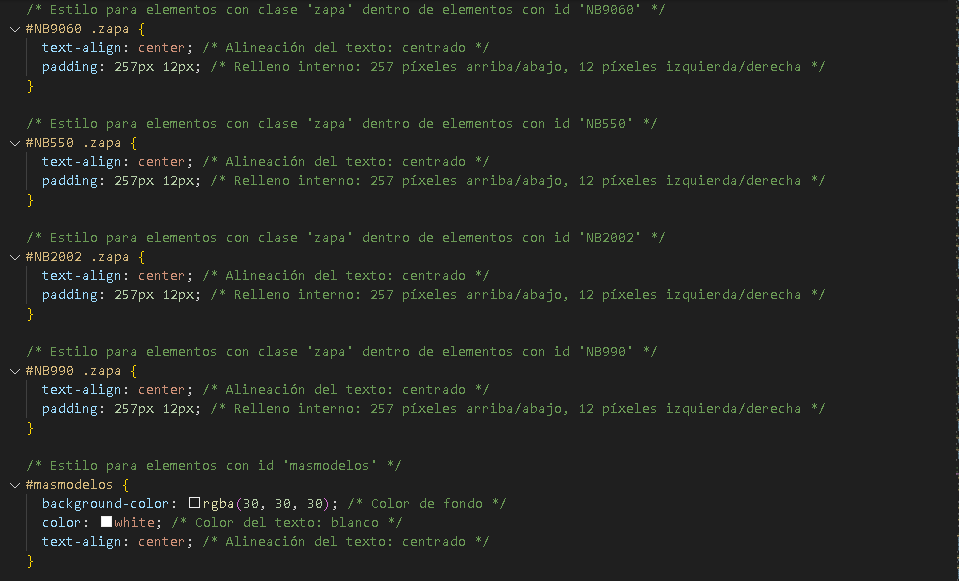 /* Estilo para elementos con clase 'zapa' dentro de elementos con id 'NB9060' */
#NB9060 .zapa {
text-align: center; /* Alineación del texto: centrado */
padding: 257px 12px; /* Relleno interno: 257 píxeles arriba/abajo, 12 píxeles izquierda/derecha */
}
/* Estilo para elementos con clase 'zapa' dentro de elementos con id 'NB550' */
#NB550 .zapa {
text-align: center; /* Alineación del texto: centrado */
padding: 257px 12px; /* Relleno interno: 257 píxeles arriba/abajo, 12 píxeles izquierda/derecha */
}
/* Estilo para elementos con clase 'zapa' dentro de elementos con id 'NB2002' */
#NB2002 .zapa {
text-align: center; /* Alineación del texto: centrado */
padding: 257px 12px; /* Relleno interno: 257 píxeles arriba/abajo, 12 píxeles izquierda/derecha */
}
/* Estilo para elementos con clase 'zapa' dentro de elementos con id 'NB990' */
#NB990 .zapa {
text-align: center; /* Alineación del texto: centrado */
padding: 257px 12px; /* Relleno interno: 257 píxeles arriba/abajo, 12 píxeles izquierda/derecha */
}
/* Estilo para elementos con id 'masmodelos' */
#masmodelos {
background-color: rgba(30, 30, 30); /* Color de fondo */
color: white; /* Color del texto: blanco */
text-align: center; /* Alineación del texto: centrado */
}